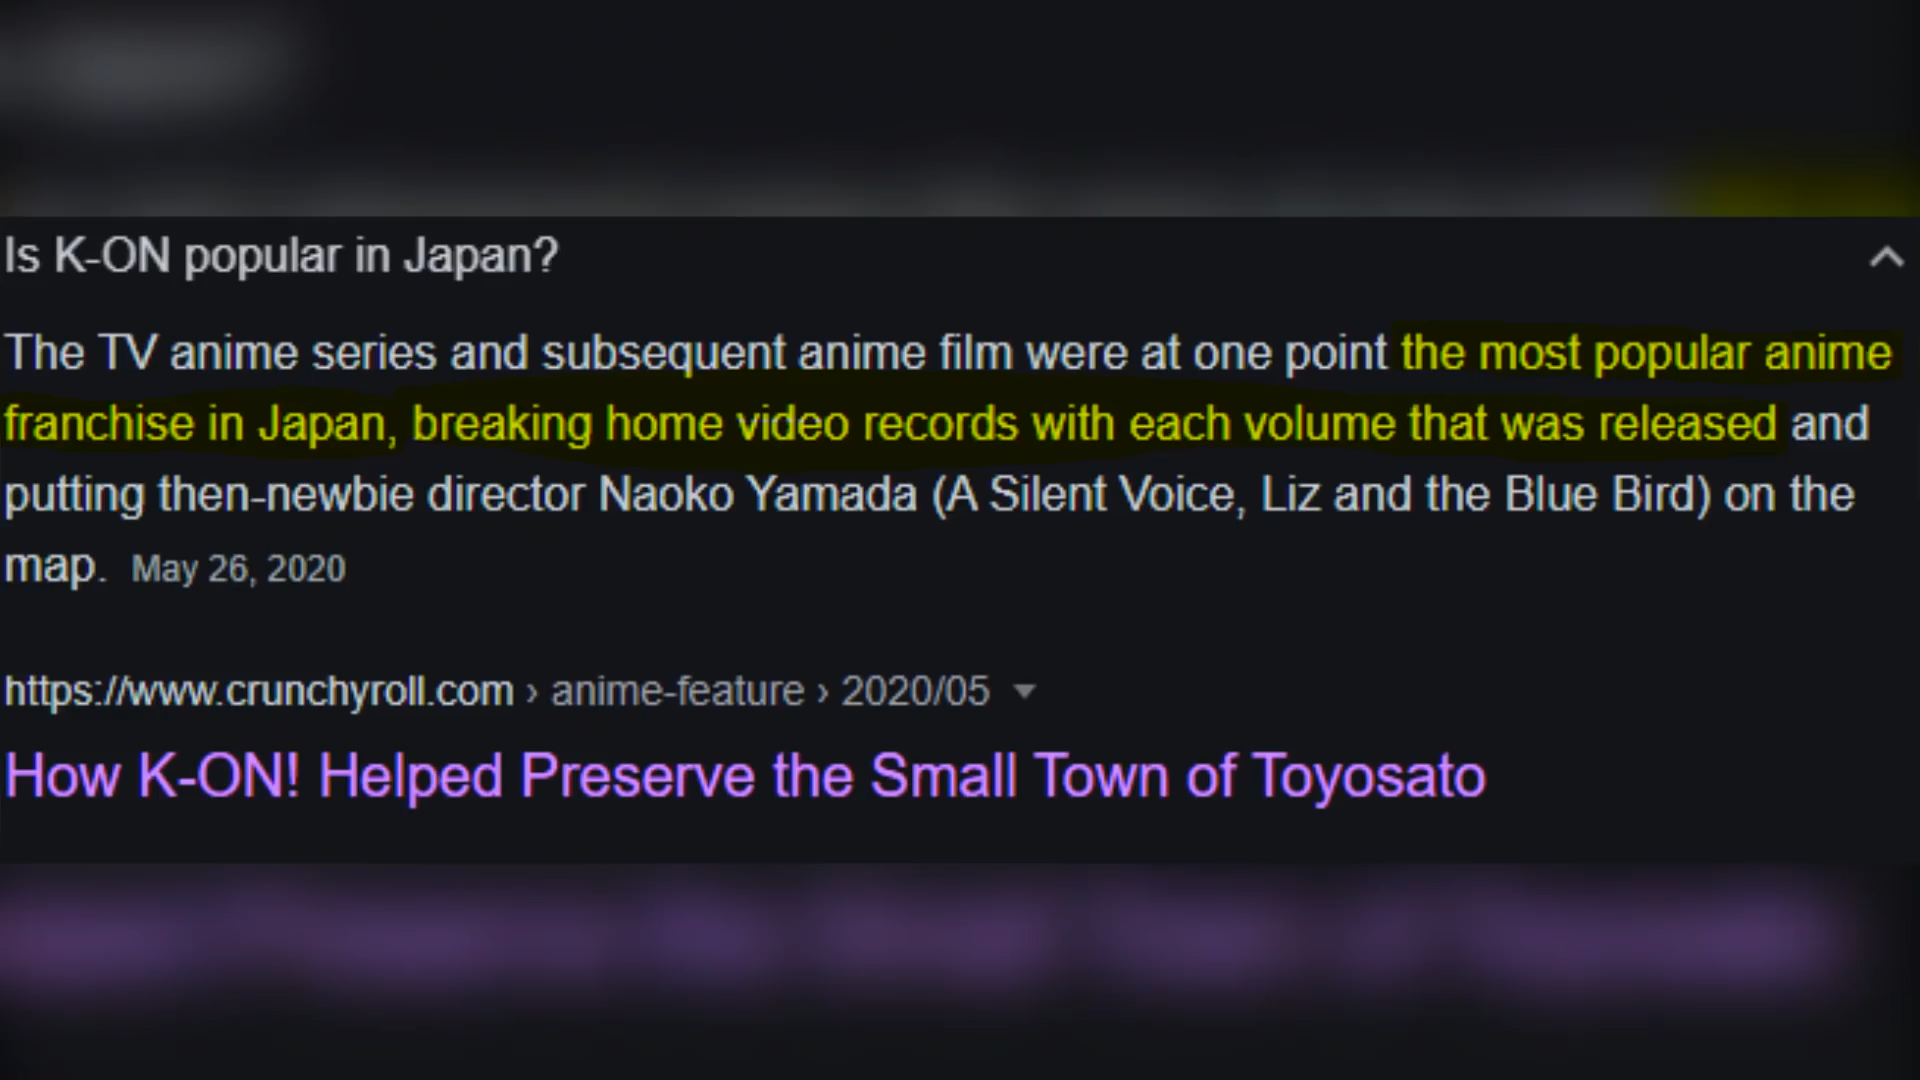 Is K-ON popular in Japan?
The TV anime series and subsequent anime film were at one point the most popular anime
franchise in Japan, breaking home video records with each volume that was released and
putting then-newbie director Naoko Yamada (A Silent Voice, Liz and the Blue Bird) on the
map. May 26, 2020
https://www.crunchyroll.com › anime-feature › 2020/05
How K-ON! Helped Preserve the Small Town of Toyosato